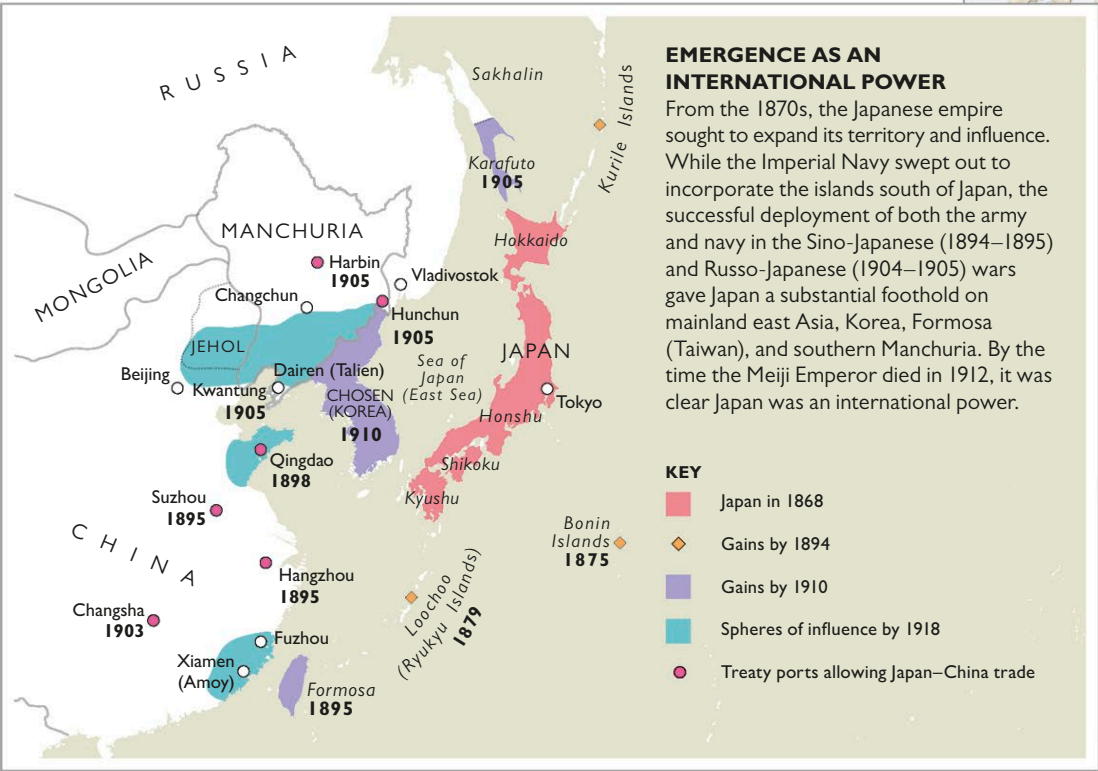 EMERGENCE AS AN
INTERNATIONAL POWER
From the 1870s, the Japanese empire
sought to expand its territory and influence.
While the Imperial Navy swept out to
incorporate the islands south of Japan, the
successful deployment of both the army
and navy in the Sino-Japanese (1894–1895)
and Russo-Japanese (1904–1905) wars
gave Japan a substantial foothold on
mainland east Asia, Korea, Formosa
(Taiwan), and southern Manchuria. By the
time the Meiji Emperor died in 1912, it was
clear Japan was an international power.
KEY
Japan in 1868
Gains by 1894
Gains by 1910
Spheres of influence by 1918
Treaty ports allowing Japan–China trade
RUSSIA
Sakhalin
Kurile Islands
Karafuto
1905
Hokkaido
MANCHURIA
MONGOLIA
Harbin
1905
Vladivostok
Changchun
Hunchun
1905
JEHOL
Beijing
Dairen (Talien)
Kwantung
1905
CHOSEN
(KOREA)
1910
Sea of
Japan
(East Sea)
JAPAN
Tokyo
Honshu
Shikoku
Kyushu
Qingdao
1898
Suzhou
1895
CHINA
Hangzhou
1895
Changsha
1903
Fuzhou
Xiamen
(Amoy)
Formosa
1895
Loochoo
(Ryukyu Islands)
1879
Bonin
Islands
1875